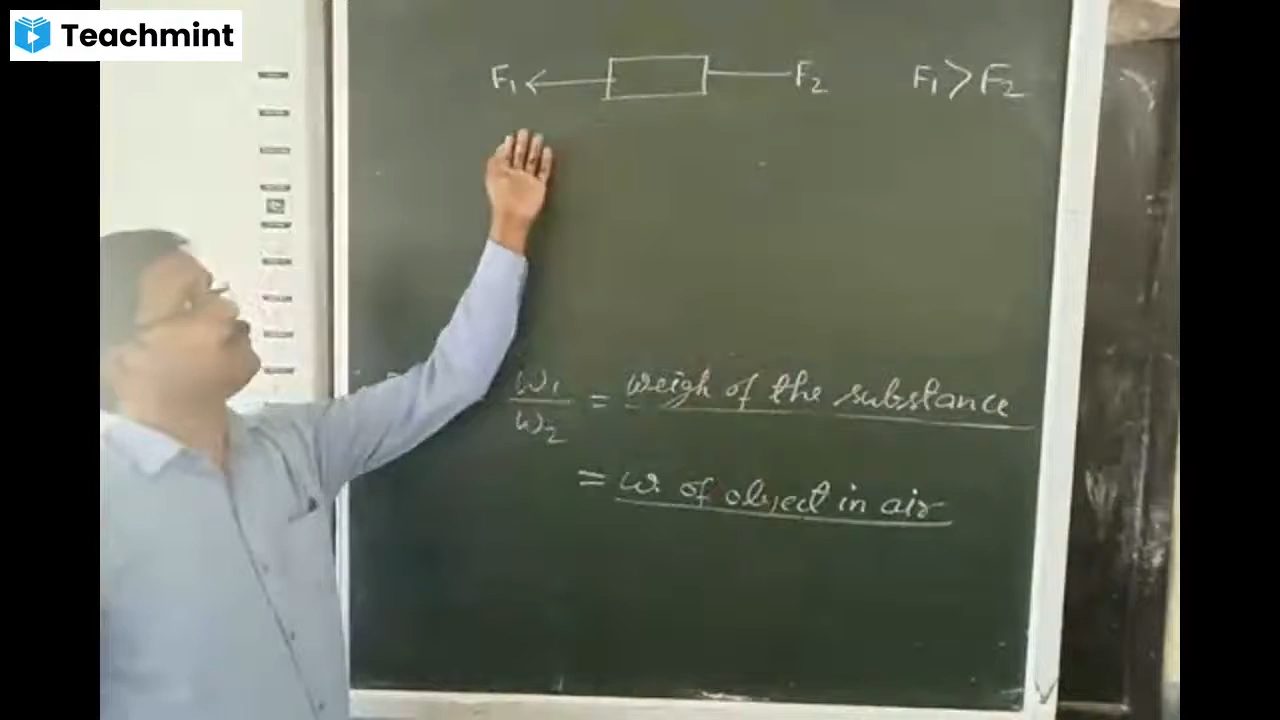 Teachmint
F₁ F₂ F₁ > F₂
W₁ = weigh of the substance
W₂
= w. of object in air